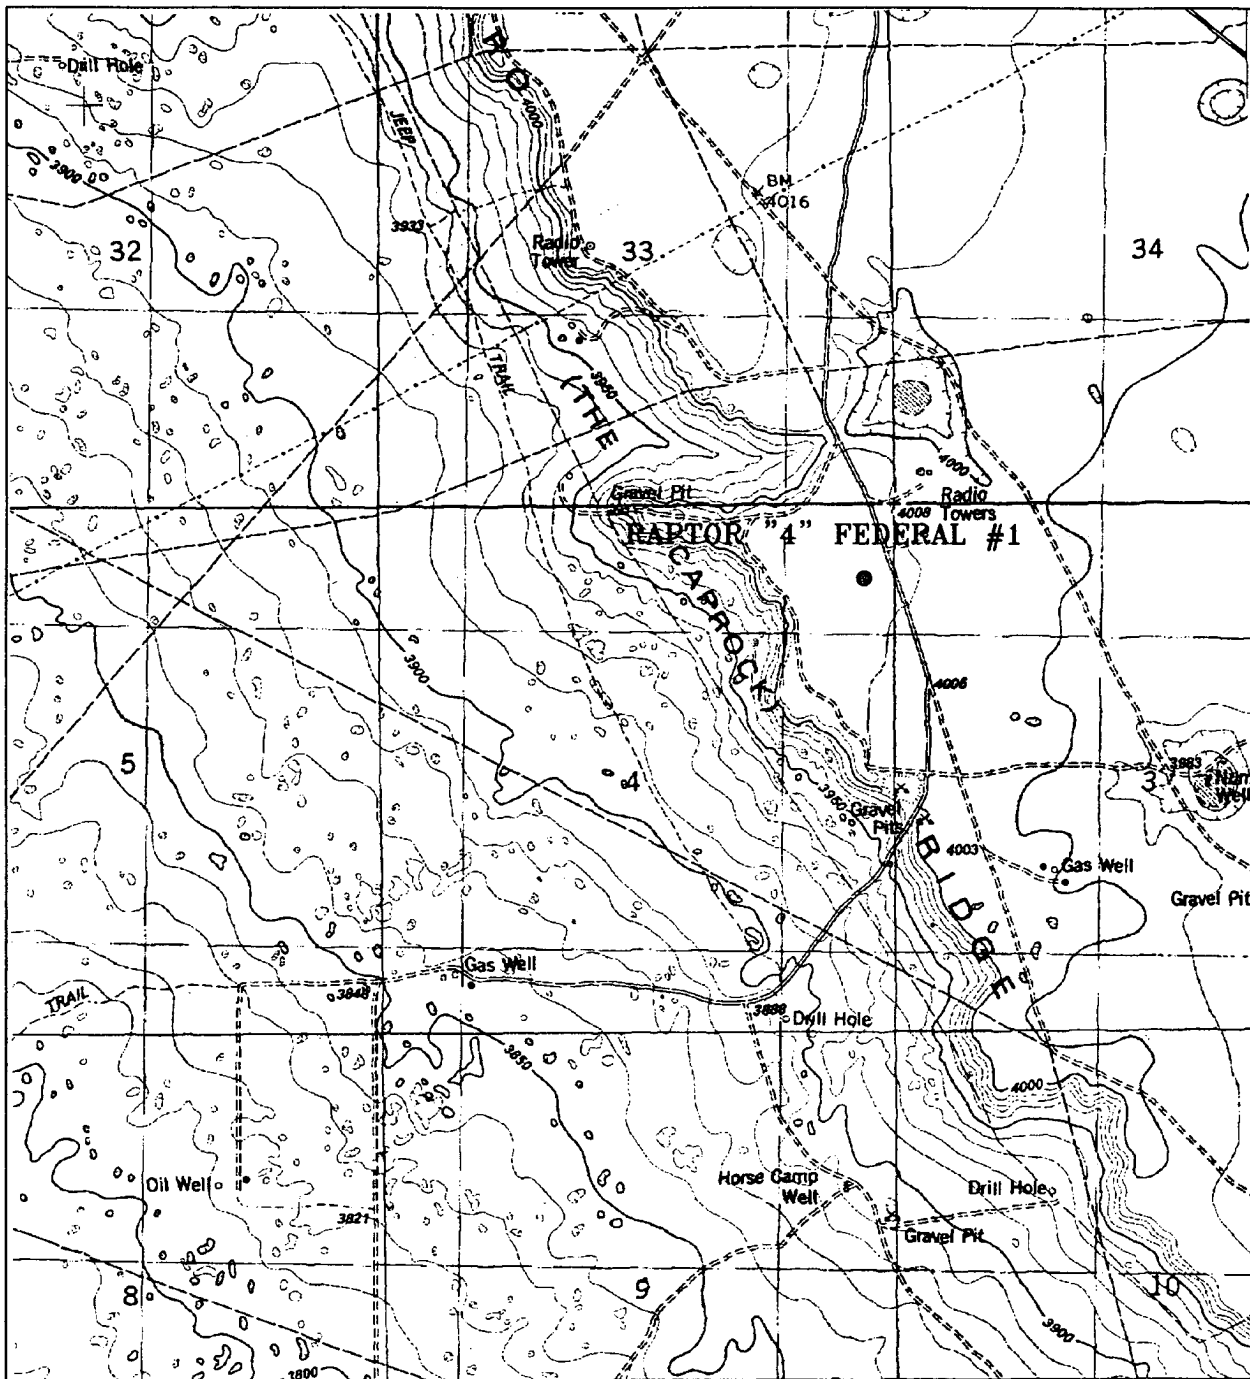 Drill Hole
R
O
4000
JEEP
3900
BM
4016
3933
32
Radio
Tower
33
34
TRAIL
3950
(THE
4000
Gravel Pit
Radio
Towers
4008
RAPTOR "4" FEDERAL #1
CAPROCK)
3900
4006
5
4
3
3983
3950
Gravel
Pits
Well
4003
Gas Well
Gravel Pit
RIDGE
Gas Well
TRAIL
3848
3888
Drill Hole
3850
4000
Oil Well
Horse Camp
Well
Drill Hole
3821
Gravel Pit
8
9
10
3900
3800